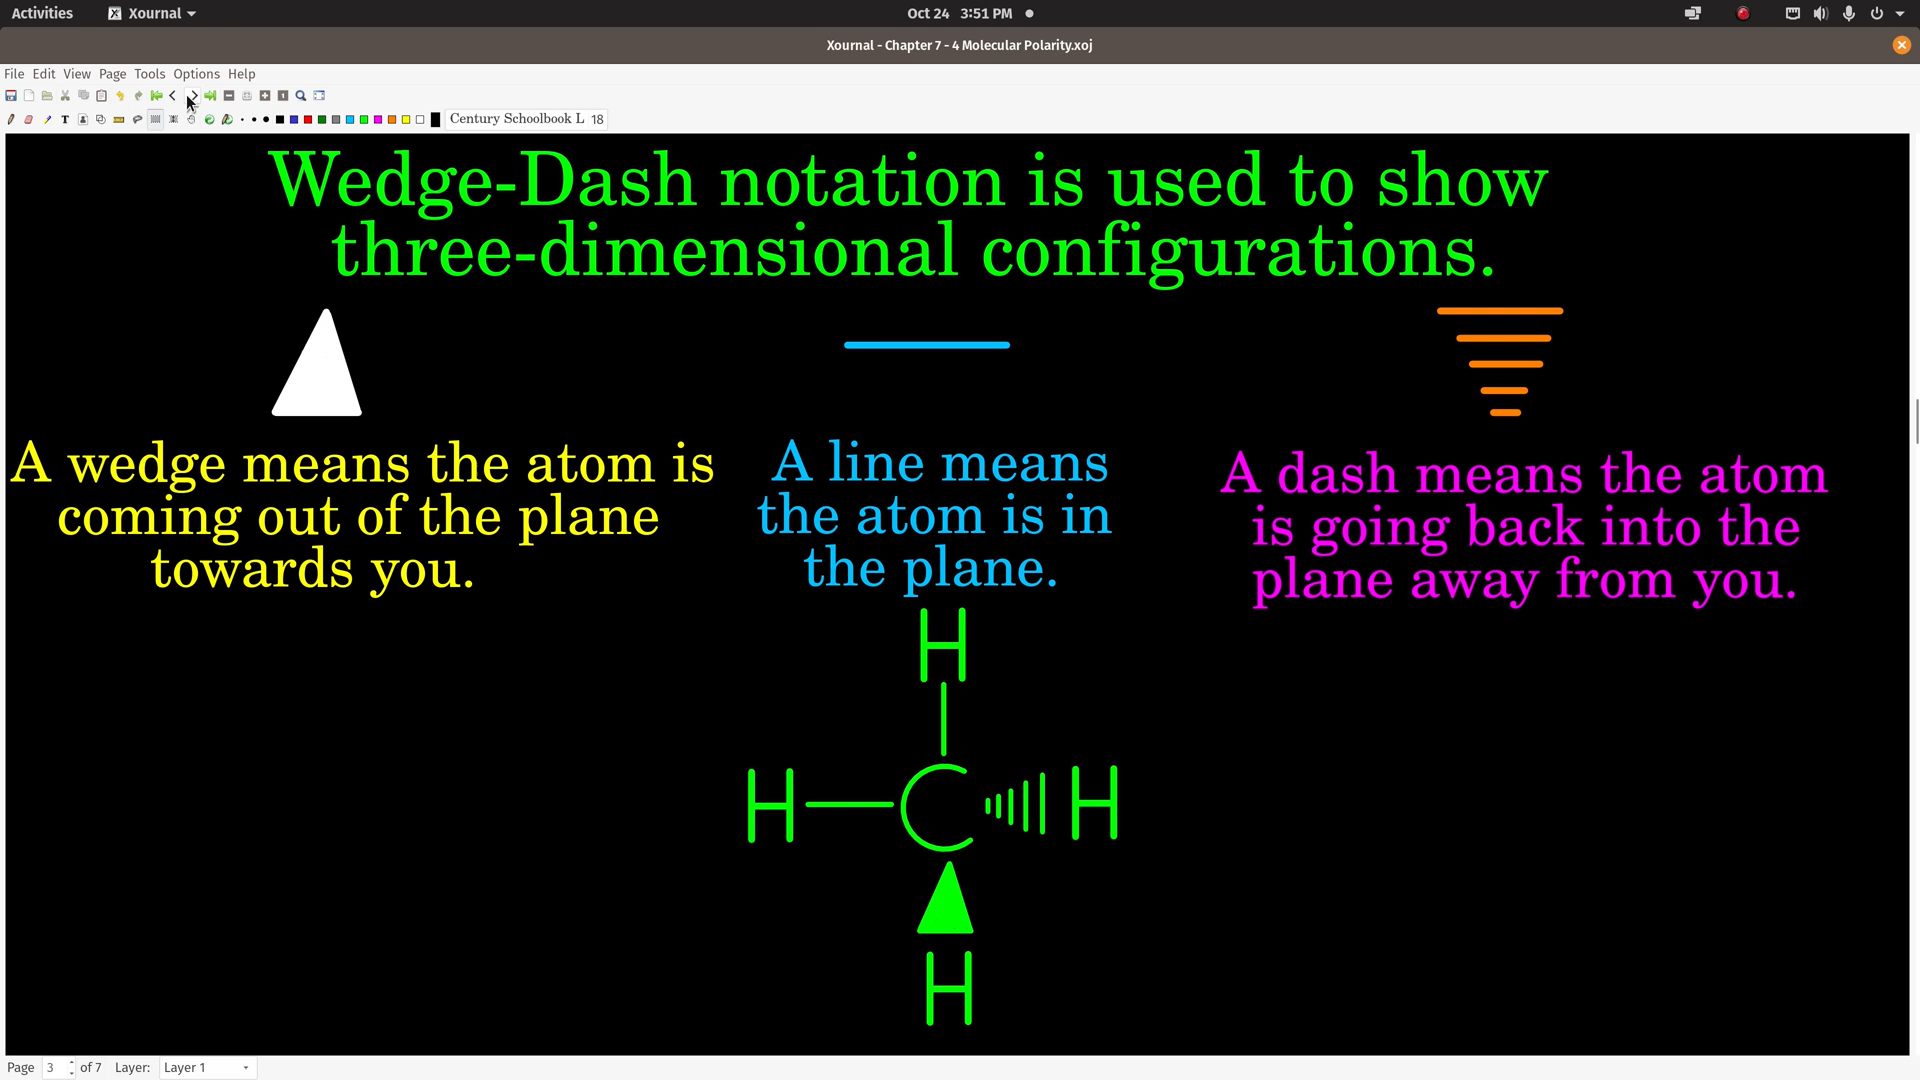 Activities Xournal Oct 24 3:51 PM
Xournal - Chapter 7 - 4 Molecular Polarity.xoj
File Edit View Page Tools Options Help
Century Schoolbook L 18
Wedge-Dash notation is used to show
three-dimensional configurations.
A wedge means the atom is
coming out of the plane
towards you.
A line means
the atom is in
the plane.
A dash means the atom
is going back into the
plane away from you.
H
H C H
H
Page 3 of 7 Layer: Layer 1